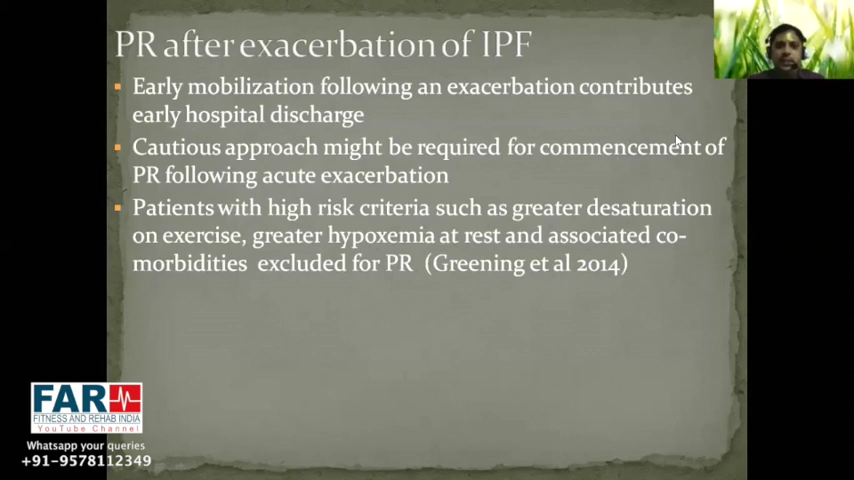 PR after exacerbation of IPF
Early mobilization following an exacerbation contributes
early hospital discharge
Cautious approach might be required for commencement of
PR following acute exacerbation
Patients with high risk criteria such as greater desaturation
on exercise, greater hypoxemia at rest and associated co-
morbidities excluded for PR (Greening et al 2014)
FAR
FITNESS AND REHAB INDIA
YouTube Channel
Whatsapp your queries
+91-9578112349